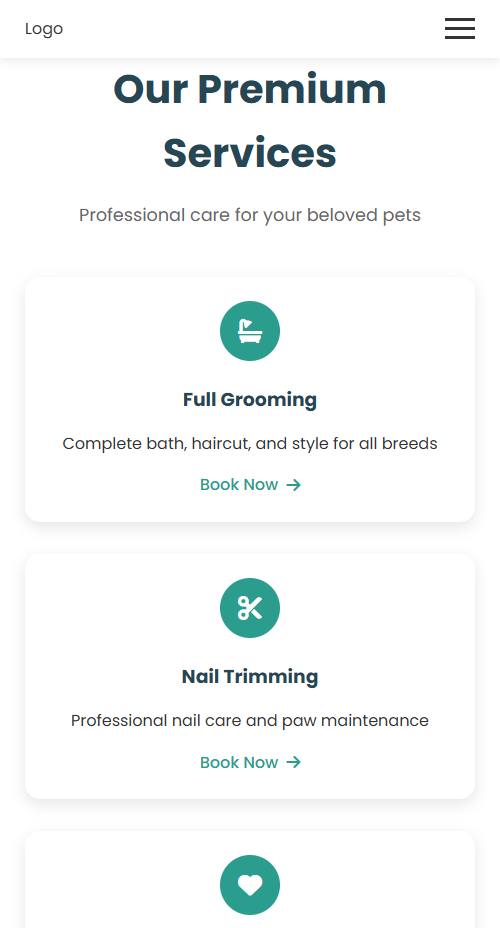 Logo
Our Premium
Services
Professional care for your beloved pets
Full Grooming
Complete bath, haircut, and style for all breeds
Book Now
Nail Trimming
Professional nail care and paw maintenance
Book Now